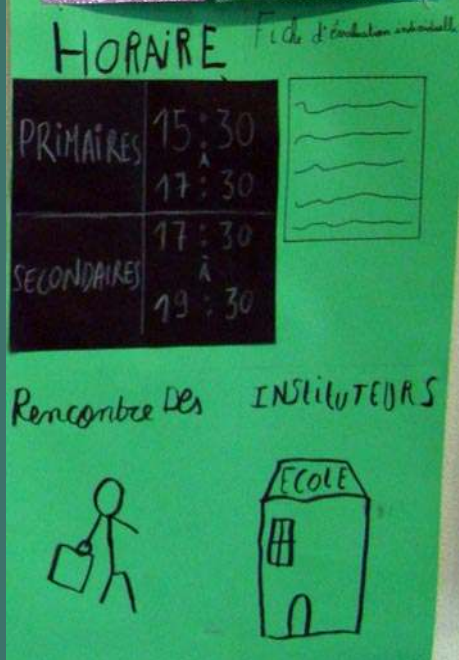 HORAIRE
Fiche d'évaluation individuelle
PRIMAIRES
15:30
À
17:30
SECONDAIRES
17:30
À
19:30
Rencontre Des INSTITUTEURS
ECOLE